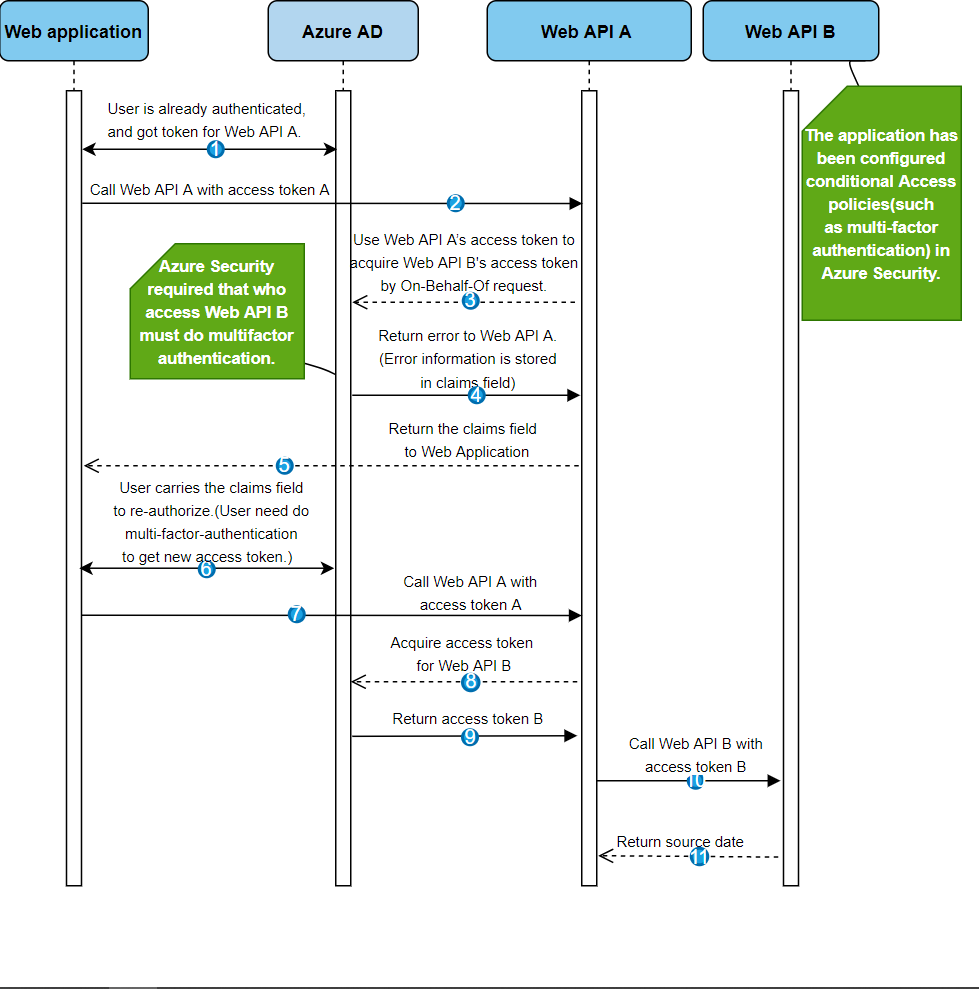 Web application
Azure AD
Web API A
Web API B
User is already authenticated,
and got token for Web API A.
1
The application has
been configured
conditional Access
policies(such
as multi-factor
authentication) in
Azure Security.
Call Web API A with access token A
2
Use Web API A's access token to
acquire Web API B's access token
by On-Behalf-Of request.
3
Azure Security
required that who
access Web API B
must do multifactor
authentication.
Return error to Web API A.
(Error information is stored
in claims field)
4
Return the claims field
to Web Application
5
User carries the claims field
to re-authorize.(User need do
multi-factor-authentication
to get new access token.)
6
Call Web API A with
access token A
7
Acquire access token
for Web API B
8
Return access token B
9
Call Web API B with
access token B
10
Return source date
11